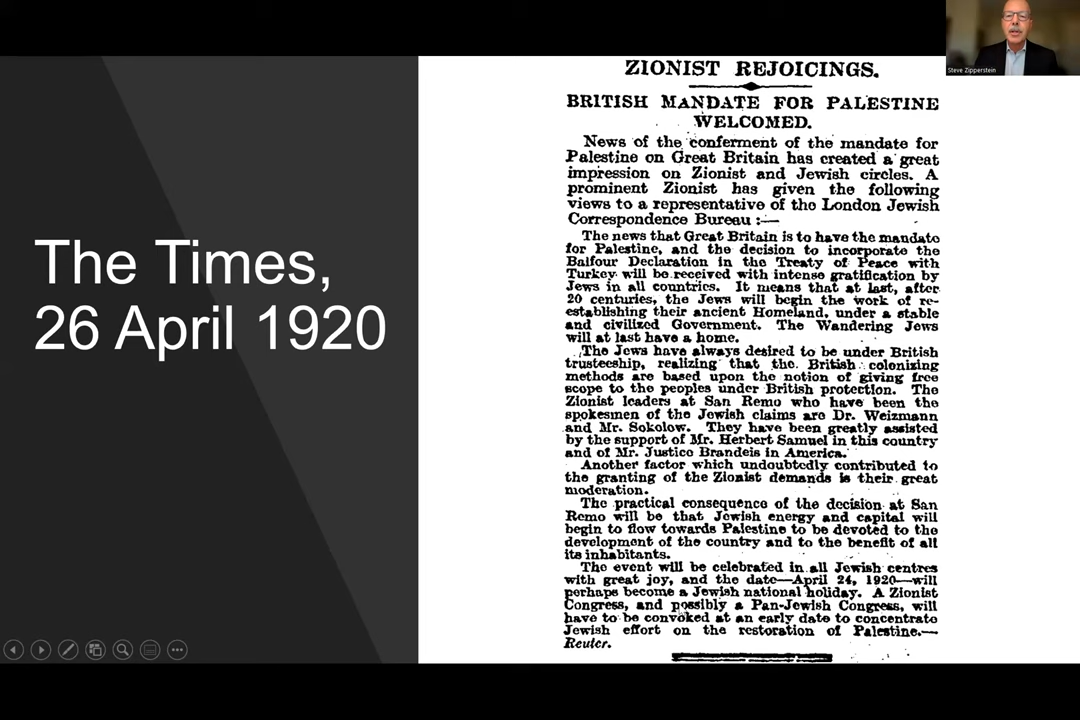 Steve Zipperstein
The Times,
26 April 1920
ZIONIST REJOICINGS.
BRITISH MANDATE FOR PALESTINE
WELCOMED.
News of the conferment of the mandate for
Palestine on Great Britain has created a great
impression on Zionist and Jewish circles. A
prominent Zionist has given the following
views to a representative of the London Jewish
Correspondence Bureau :—
The news that Great Britain is to have the mandate
for Palestine, and the decision to incorporate the
Balfour Declaration in the Treaty of Peace with
Turkey will be received with intense gratification by
Jews in all countries. It means that at last, after
20 centuries, the Jews will begin the work of re-
establishing their ancient Homeland, under a stable
and civilized Government. The Wandering Jews
will at last have a home.
The Jews have always desired to be under British
trusteeship, realizing that the British colonizing
methods are based upon the notion of giving free
scope to the peoples under British protection. The
Zionist leaders at San Remo who have been the
spokesmen of the Jewish claims are Dr. Weizmann
and Mr. Sokolow. They have been greatly assisted
by the support of Mr. Herbert Samuel in this country
and of Mr. Justice Brandeis in America.
Another factor which undoubtedly contributed to
the granting of the Zionist demands is their great
moderation.
The practical consequence of the decision at San
Remo will be that Jewish energy and capital will
begin to flow towards Palestine to be devoted to the
development of the country and to the benefit of all
its inhabitants.
The event will be celebrated in all Jewish centres
with great joy, and the date—April 24, 1920—will
perhaps become a Jewish national holiday. A Zionist
Congress, and possibly a Pan-Jewish Congress, will
have to be convoked at an early date to concentrate
Jewish effort on the restoration of Palestine.—
Reuter.